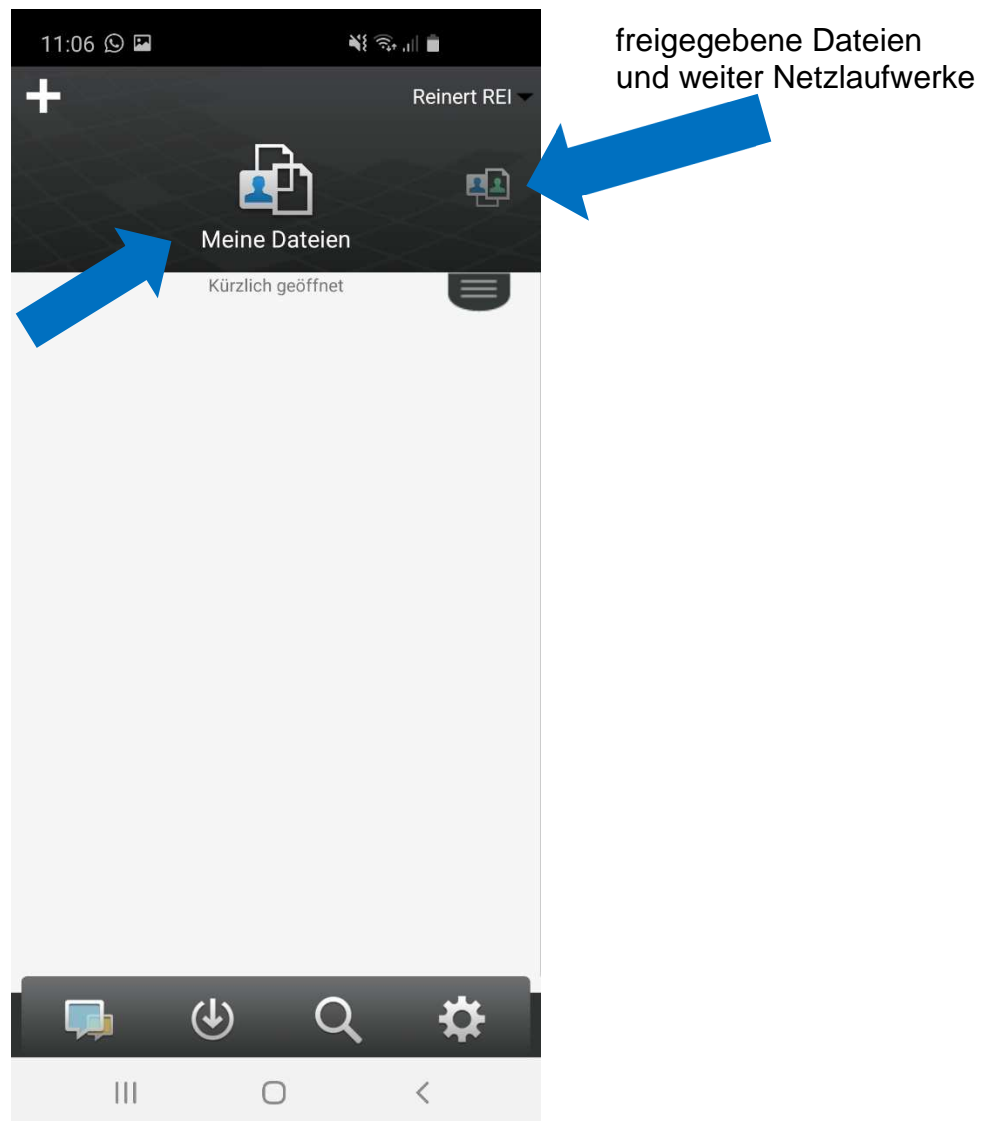 11:06
freigegebene Dateien
und weiter Netzlaufwerke
Reinert REI
Meine Dateien
Kürzlich geöffnet